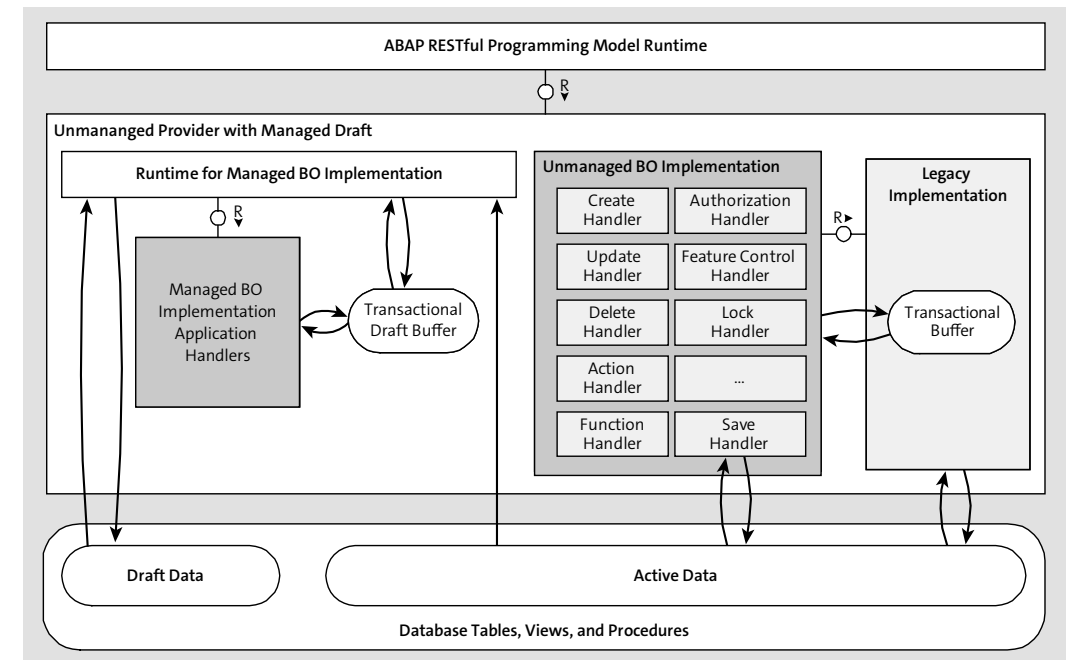 ABAP RESTful Programming Model Runtime
R
Unmananged Provider with Managed Draft
Runtime for Managed BO Implementation
R
Managed BO
Implementation
Application
Handlers
Transactional
Draft Buffer
Unmanaged BO Implementation
Create
Handler
Authorization
Handler
Update
Handler
Feature Control
Handler
Delete
Handler
Lock
Handler
Action
Handler
...
Function
Handler
Save
Handler
R
Legacy
Implementation
Transactional
Buffer
Draft Data
Active Data
Database Tables, Views, and Procedures